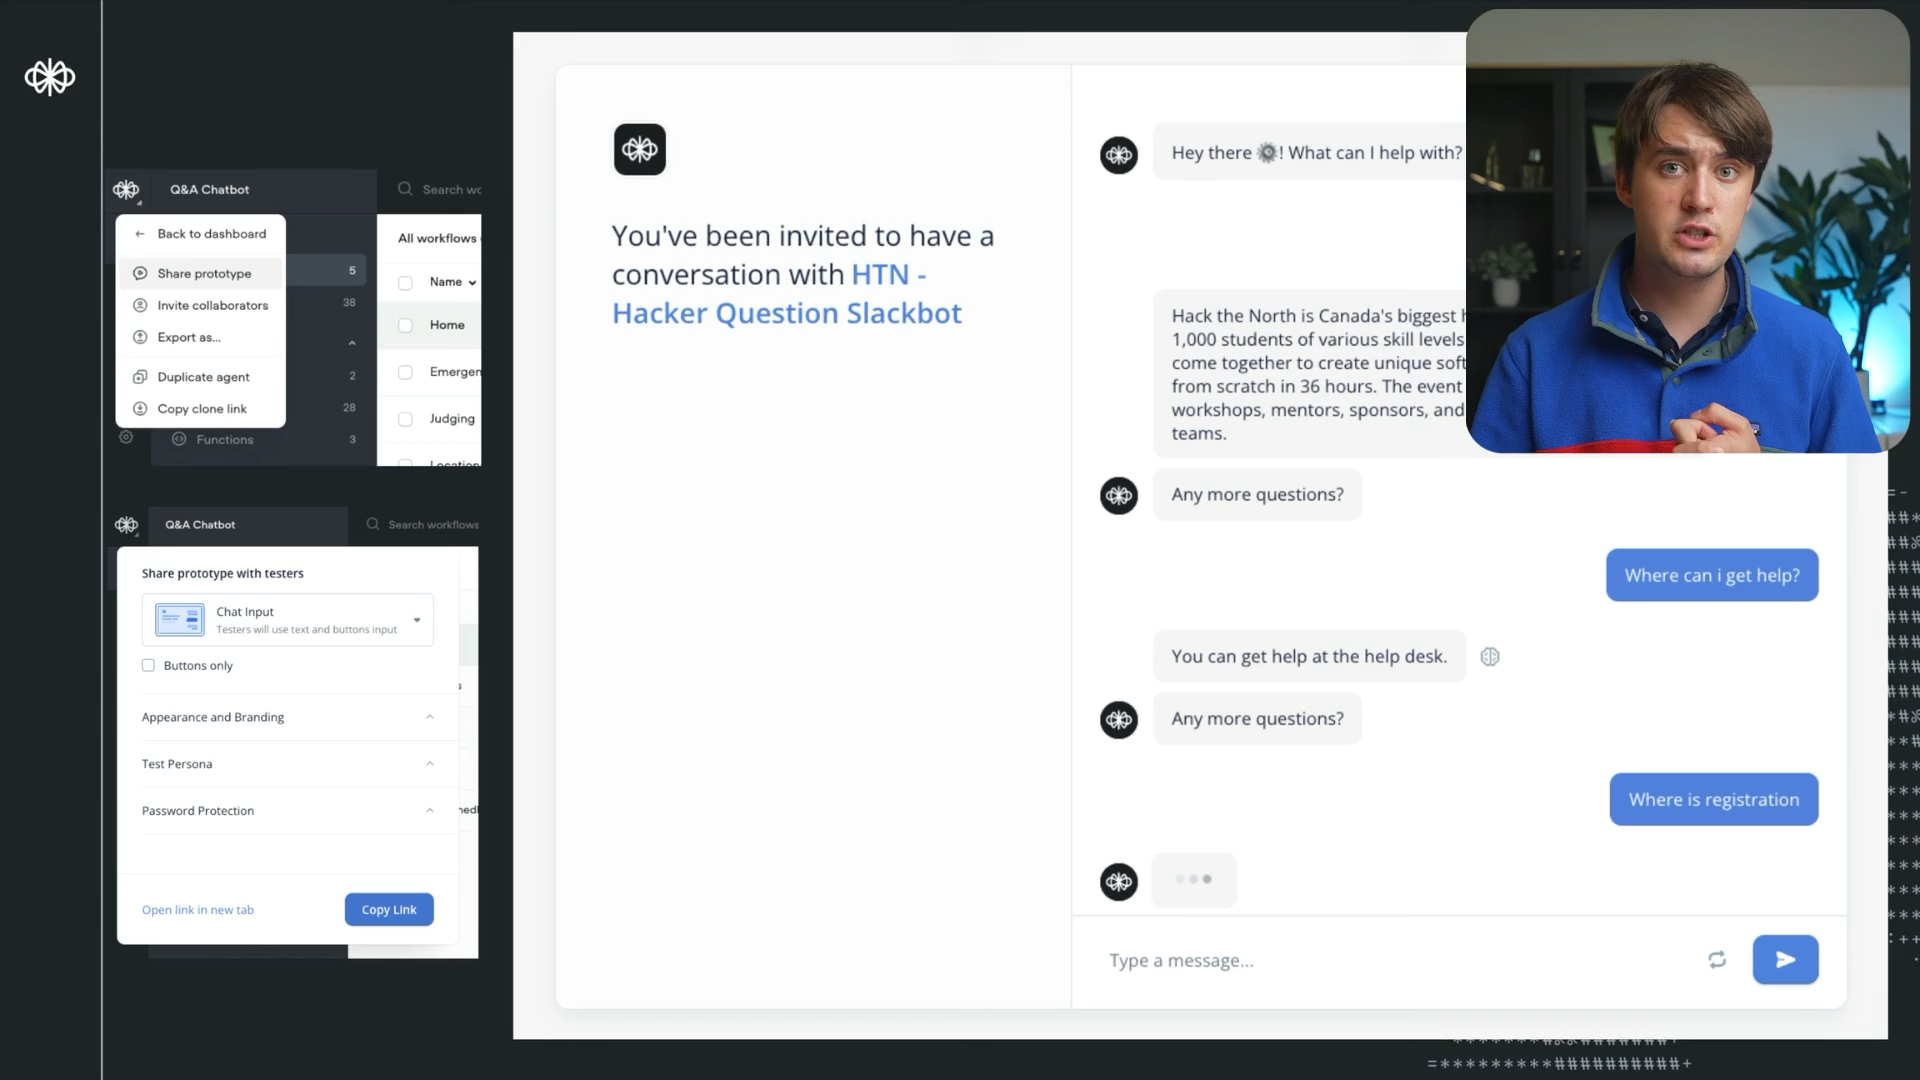 Q&A Chatbot
Search wc
Back to dashboard
Share prototype
Invite collaborators
Export as...
Duplicate agent
Copy clone link
Functions
5
38
2
28
3
All workflows
Name
Home
Emergen
Judging
Location
Q&A Chatbot
Search workflows
Share prototype with testers
Chat Input
Testers will use text and buttons input
Buttons only
Appearance and Branding
Test Persona
Password Protection
Open link in new tab
Copy Link
You've been invited to have a
conversation with HTN -
Hacker Question Slackbot
Hey there ! What can I help with?
Hack the North is Canada's biggest
1,000 students of various skill levels
come together to create unique soft
from scratch in 36 hours. The event
workshops, mentors, sponsors, and
teams.
Any more questions?
Where can i get help?
You can get help at the help desk.
Any more questions?
Where is registration
Type a message...